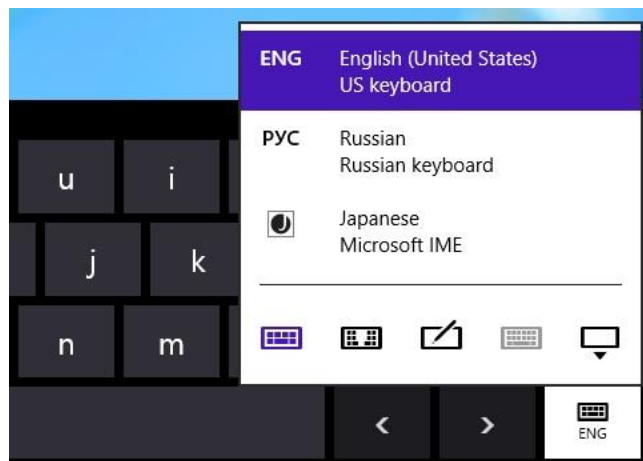 ENG English (United States)
US keyboard
РУС Russian
Russian keyboard
Japanese
Microsoft IME
u i
j k
n m
< >
ENG